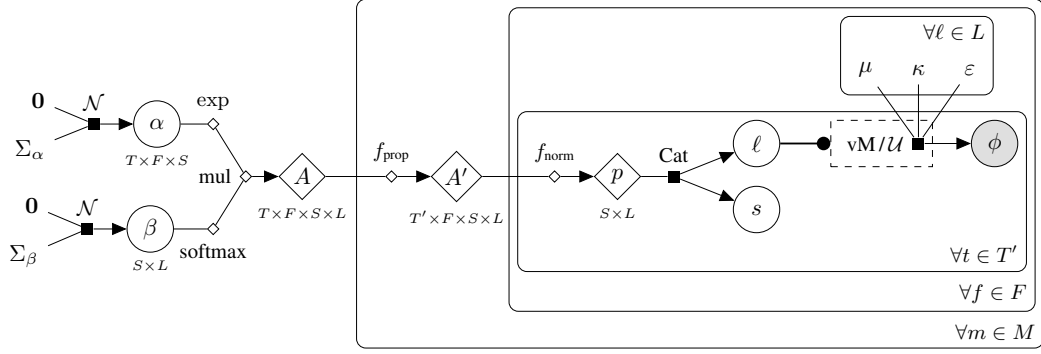 ∀ℓ ∈ L
μ κ ε
0 𝒩 exp
Σ_α α
T×F×S
f_prop f_norm Cat ℓ vM/𝒰 ϕ
mul A A′ p
T×F×S×L T′×F×S×L S×L
0 𝒩 s
Σ_β β softmax
S×L
∀t ∈ T′
∀f ∈ F
∀m ∈ M